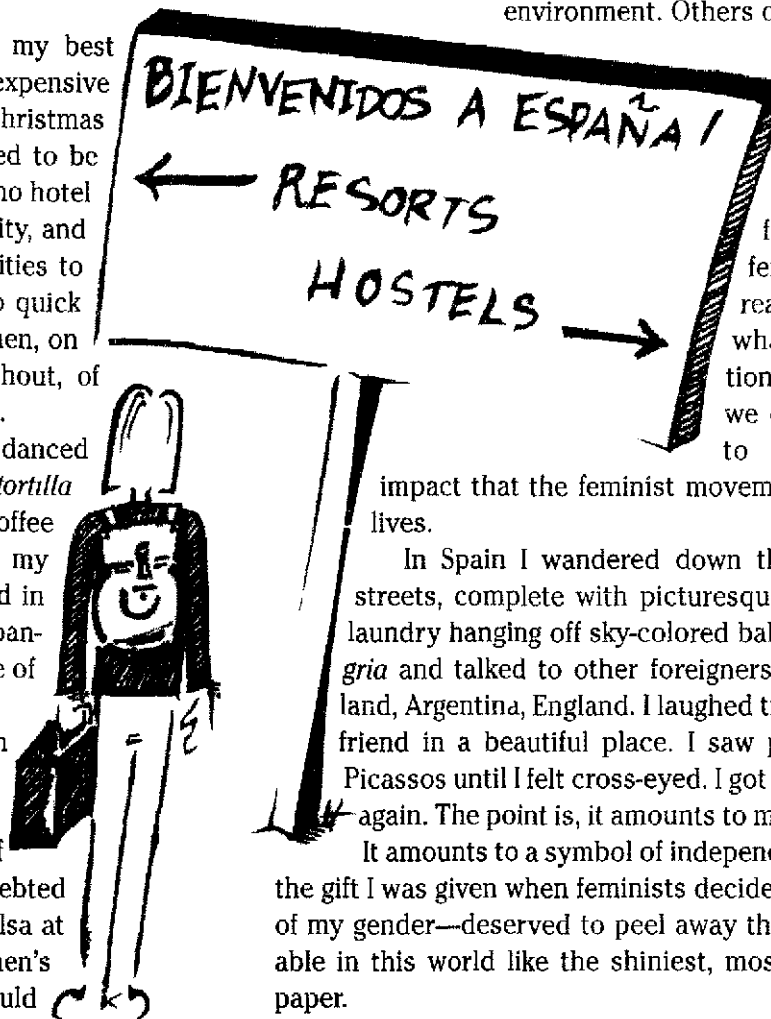 environment. Others
my best
expensive
hristmas
ed to be
no hotel
ity, and
ities to
quick
en, on
hout, of
danced
tortilla
offee
my
d in
pan-
e of
BIENVENIDOS A ESPAÑA!
← RESORTS
HOSTELS →
to
we
impact that the feminist movem
lives.
In Spain I wandered down th
streets, complete with picturesqu
laundry hanging off sky-colored bal
gria and talked to other foreigners
land, Argentina, England. I laughed
friend in a beautiful place. I saw p
Picassos until I felt cross-eyed. I got
again. The point is, it amounts to m
It amounts to a symbol of independ
the gift I was given when feminists decide
of my gender—deserved to peel away th
able in this world like the shiniest, mos
paper.
ebted
lsa at
en's
uld